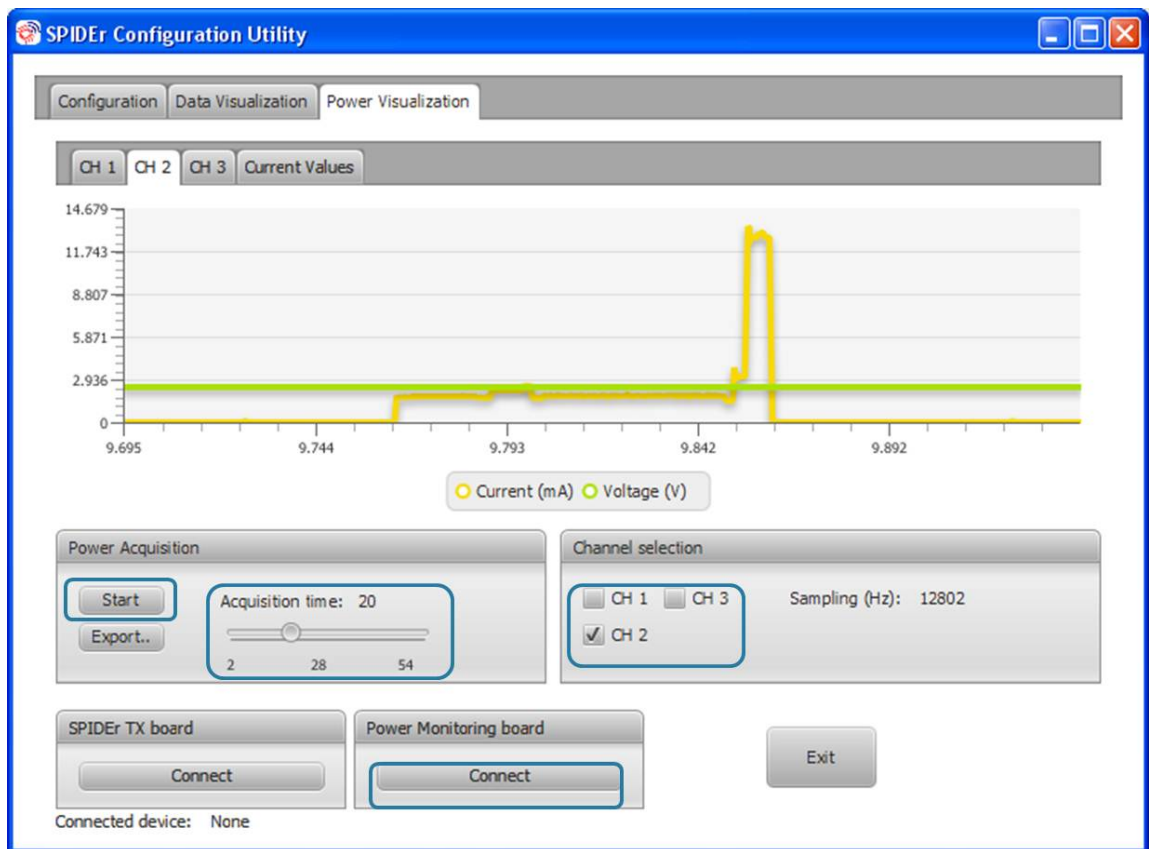 SPIDEr Configuration Utility
Configuration Data Visualization Power Visualization
CH 1 CH 2 CH 3 Current Values
14.679
11.743
8.807
5.871
2.936
0
9.695 9.744 9.793 9.842 9.892
Current (mA) Voltage (V)
Power Acquisition
Start
Acquisition time: 20
Export..
2 28 54
Channel selection
CH 1 CH 3 Sampling (Hz): 12802
CH 2
SPIDEr TX board
Connect
Power Monitoring board
Connect
Exit
Connected device: None